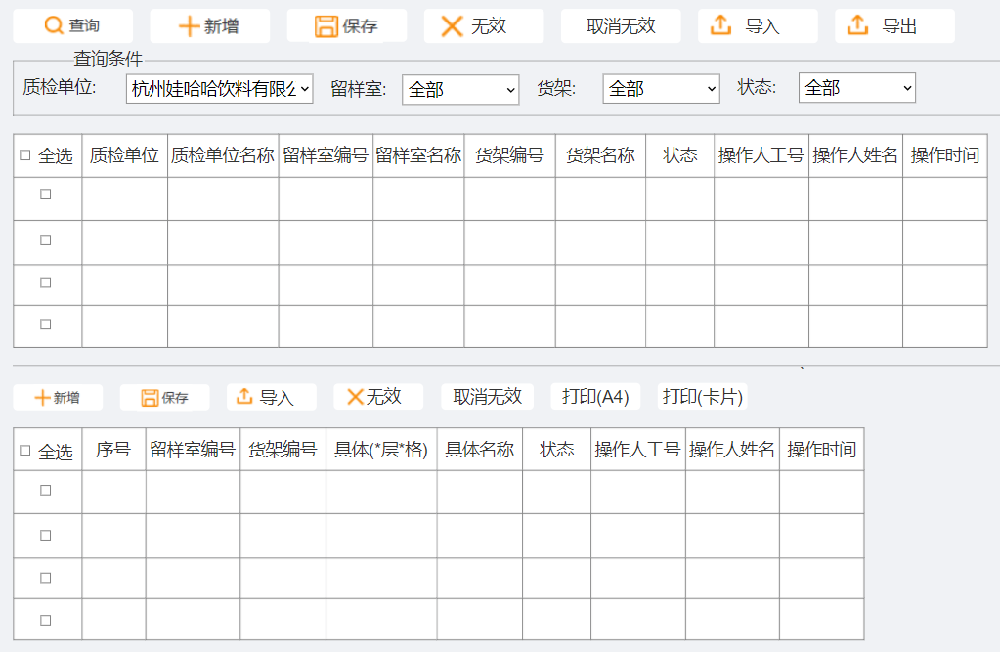 查询 新增 保存 无效 取消无效 导入 导出
查询条件
质检单位: 杭州娃哈哈饮料有限公 留样室: 全部 货架: 全部 状态: 全部
全选 质检单位 质检单位名称 留样室编号 留样室名称 货架编号 货架名称 状态 操作人工号 操作人姓名 操作时间
新增 保存 导入 无效 取消无效 打印(A4) 打印(卡片)
全选 序号 留样室编号 货架编号 具体(*层*格) 具体名称 状态 操作人工号 操作人姓名 操作时间